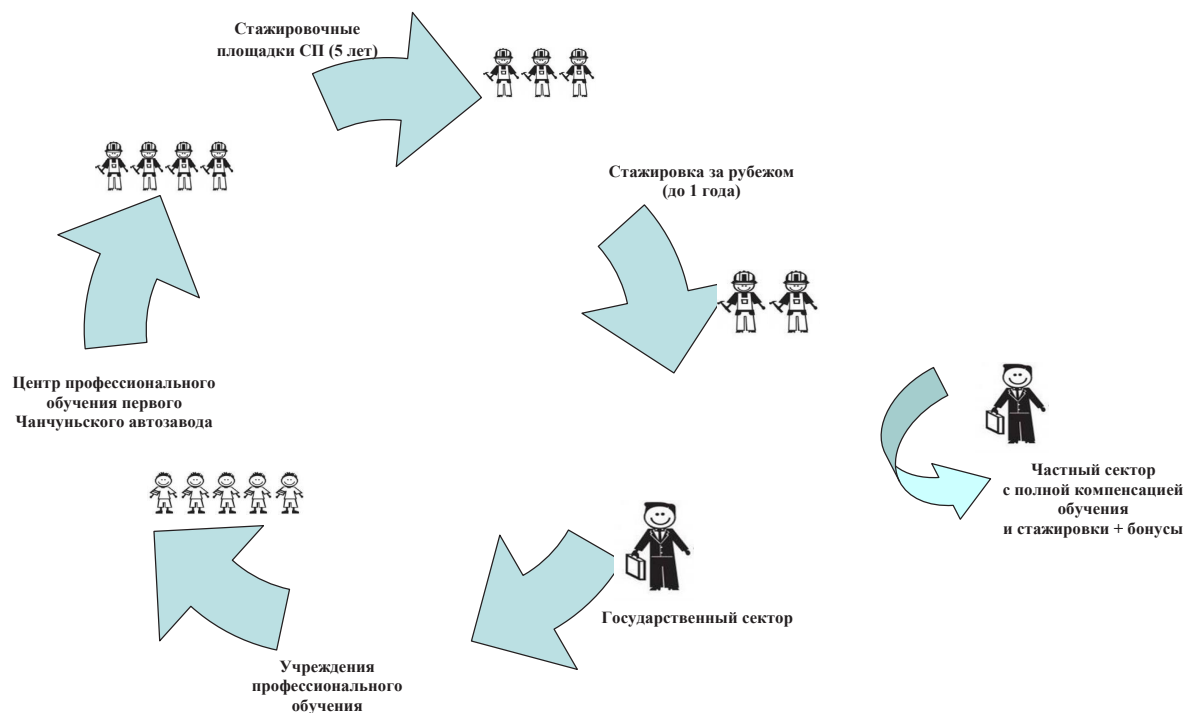 Стажировочные
площадки СП (5 лет)
Стажировка за рубежом
(до 1 года)
Центр профессионального
обучения первого
Чанчуньского автозавода
Частный сектор
с полной компенсацией
обучения
и стажировки + бонусы
Государственный сектор
Учреждения
профессионального
обучения